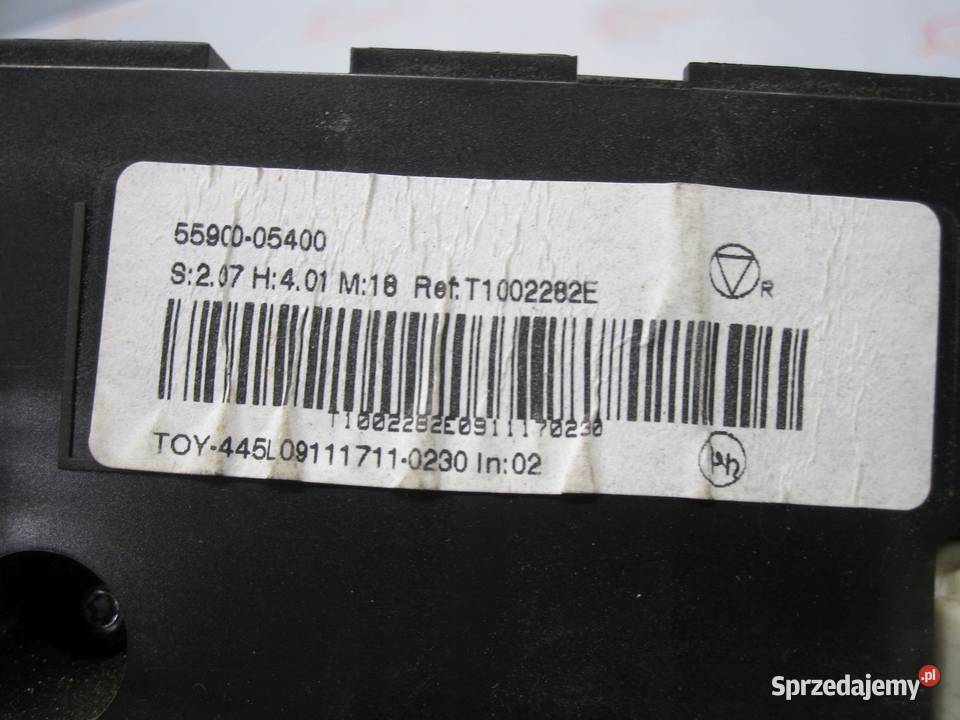 55900-05400
S:2.07 H:4.01 M:18 Ref:T1002282E
R
T1002282E0911170230
TOY-445L09111711-0230 In:02
Sprzedajemy.pl